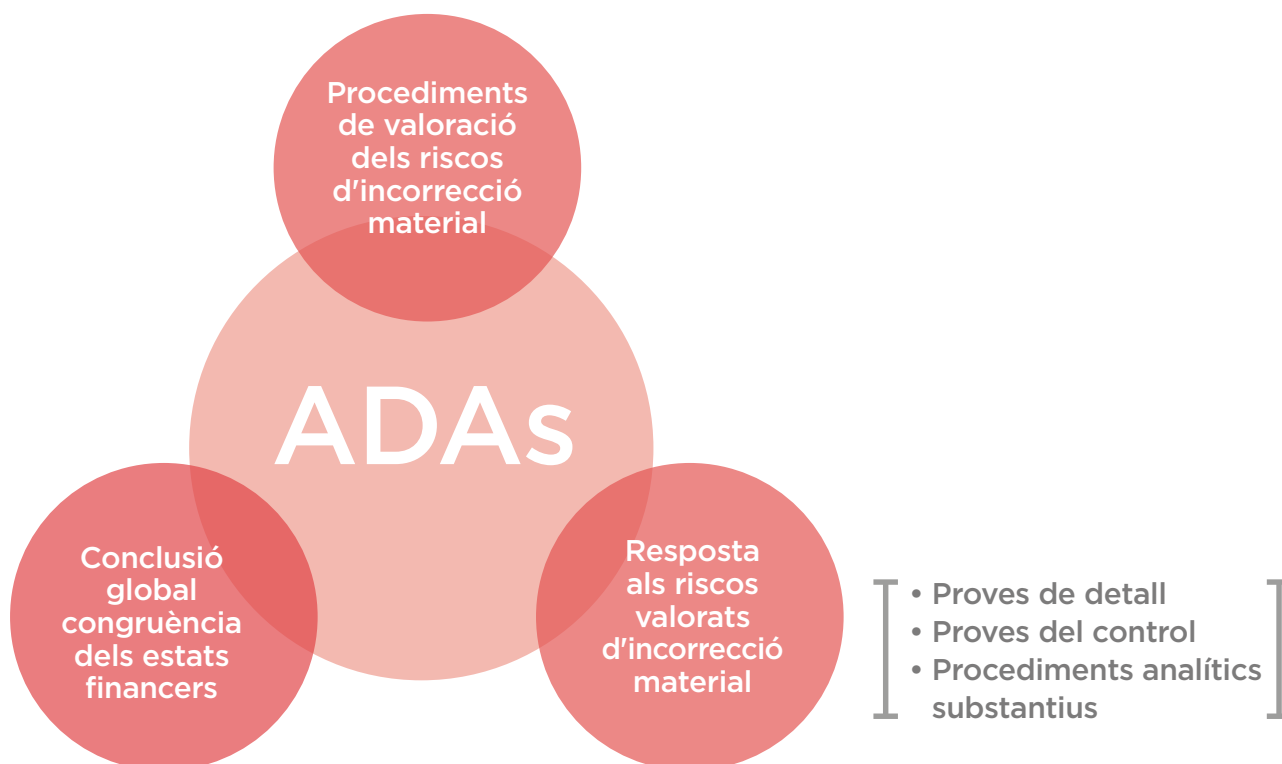 Procediments
de valoració
dels riscos
d'incorrecció
material
ADAs
Conclusió
global
congruència
dels estats
financers
Resposta
als riscos
valorats
d'incorrecció
material
• Proves de detall
• Proves del control
• Procediments analítics
substantius